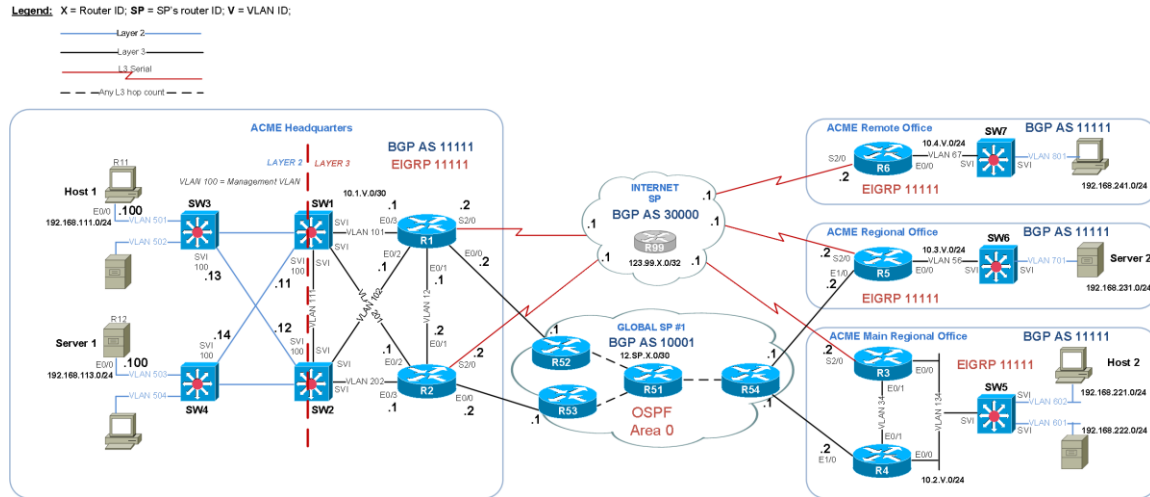 Legend: X = Router ID; SP = SP's router ID; V = VLAN ID;
Layer 2
Layer 3
L3 Serial
Any L3 hop count
ACME Headquarters
BGP AS 11111
EIGRP 11111
LAYER 2
LAYER 3
VLAN 100 = Management VLAN
10.1.V.0/30
R11
Host 1
E0/0
.100
192.168.111.0/24
VLAN 501
VLAN 502
SW3
SVI
100
.13
SW1
SVI
SVI
SVI
SVI
100
.11
VLAN 101
.1
E0/3
E0/2
.1
R1
S2/0
.2
E0/0
.2
E0/1
.2
VLAN 111
VLAN 102
VLAN 201
VLAN 12
R12
Server 1
E0/0
.100
192.168.113.0/24
VLAN 503
VLAN 504
SVI
100
.14
SW4
.12
SVI
100
SVI
SVI
SVI
SW2
VLAN 202
.1
E0/2
E0/3
.1
.2
E0/1
R2
S2/0
.2
E0/0
.2
INTERNET
SP
BGP AS 30000
R99
123.99.X.0/32
.1
.1
.1
.1
.1
GLOBAL SP #1
BGP AS 10001
12.SP.X.0/30
R52
.1
R53
.1
R51
R54
.1
.1
OSPF
Area 0
ACME Remote Office
BGP AS 11111
10.4.V.0/24
SW7
S2/0
.2
R6
E0/0
VLAN 67
SVI
SVI
VLAN 801
EIGRP 11111
192.168.241.0/24
ACME Regional Office
BGP AS 11111
10.3.V.0/24
SW6
.2
S2/0
E1/0
.2
R5
E0/0
VLAN 56
SVI
SVI
VLAN 701
Server 2
EIGRP 11111
192.168.231.0/24
ACME Main Regional Office
BGP AS 11111
EIGRP 11111
Host 2
.2
S2/0
R3
E0/0
E0/1
VLAN 34
VLAN 134
SW5
SVI
SVI
SVI
VLAN 602
VLAN 601
192.168.221.0/24
192.168.222.0/24
E0/1
.2
E1/0
R4
E0/0
10.2.V.0/24